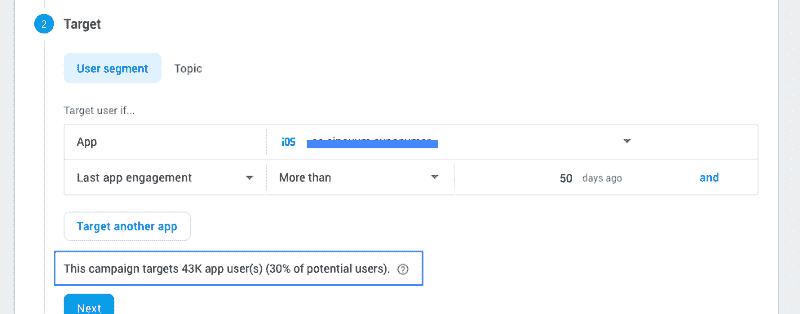 2 Target
User segment Topic
Target user if...
App iOS
Last app engagement More than 50 days ago and
Target another app
This campaign targets 43K app user(s) (30% of potential users). ?
Next